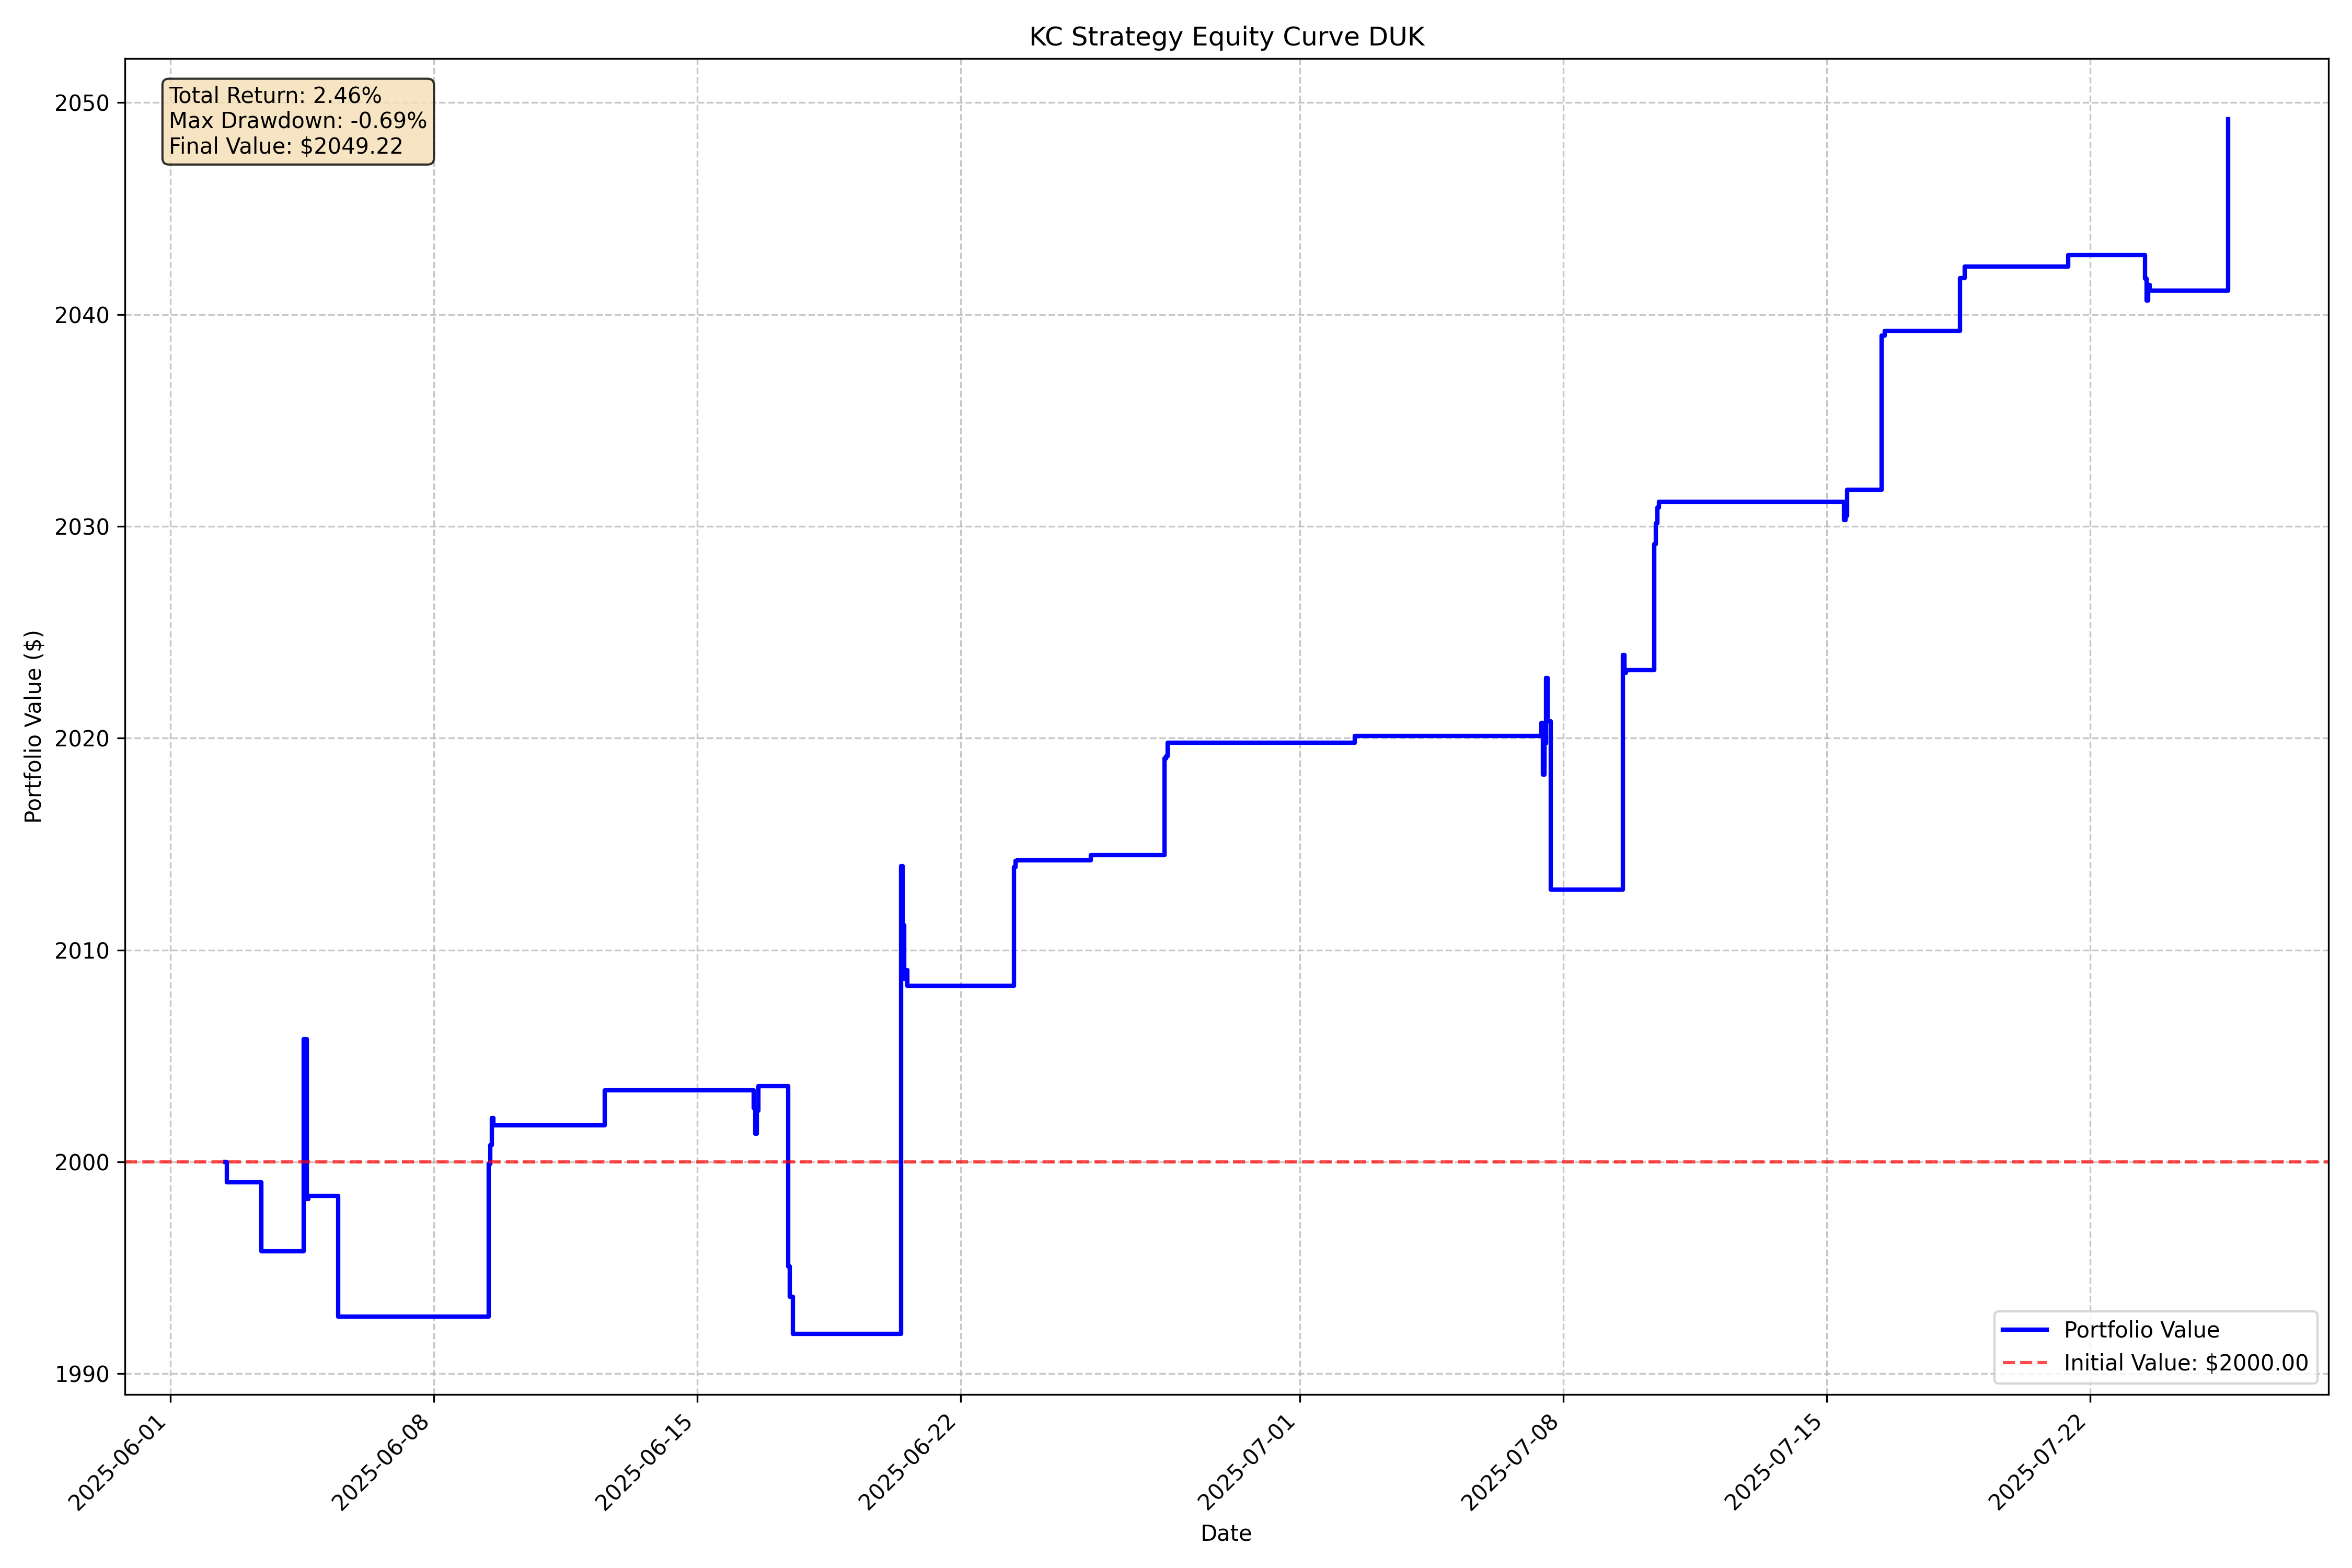 KC Strategy Equity Curve DUK
Total Return: 2.46%
Max Drawdown: -0.69%
Final Value: $2049.22
2050
2040
2030
2020
2010
2000
1990
Portfolio Value ($)
Portfolio Value
Initial Value: $2000.00
2025-06-01
2025-06-08
2025-06-15
2025-06-22
2025-07-01
2025-07-08
2025-07-15
2025-07-22
Date